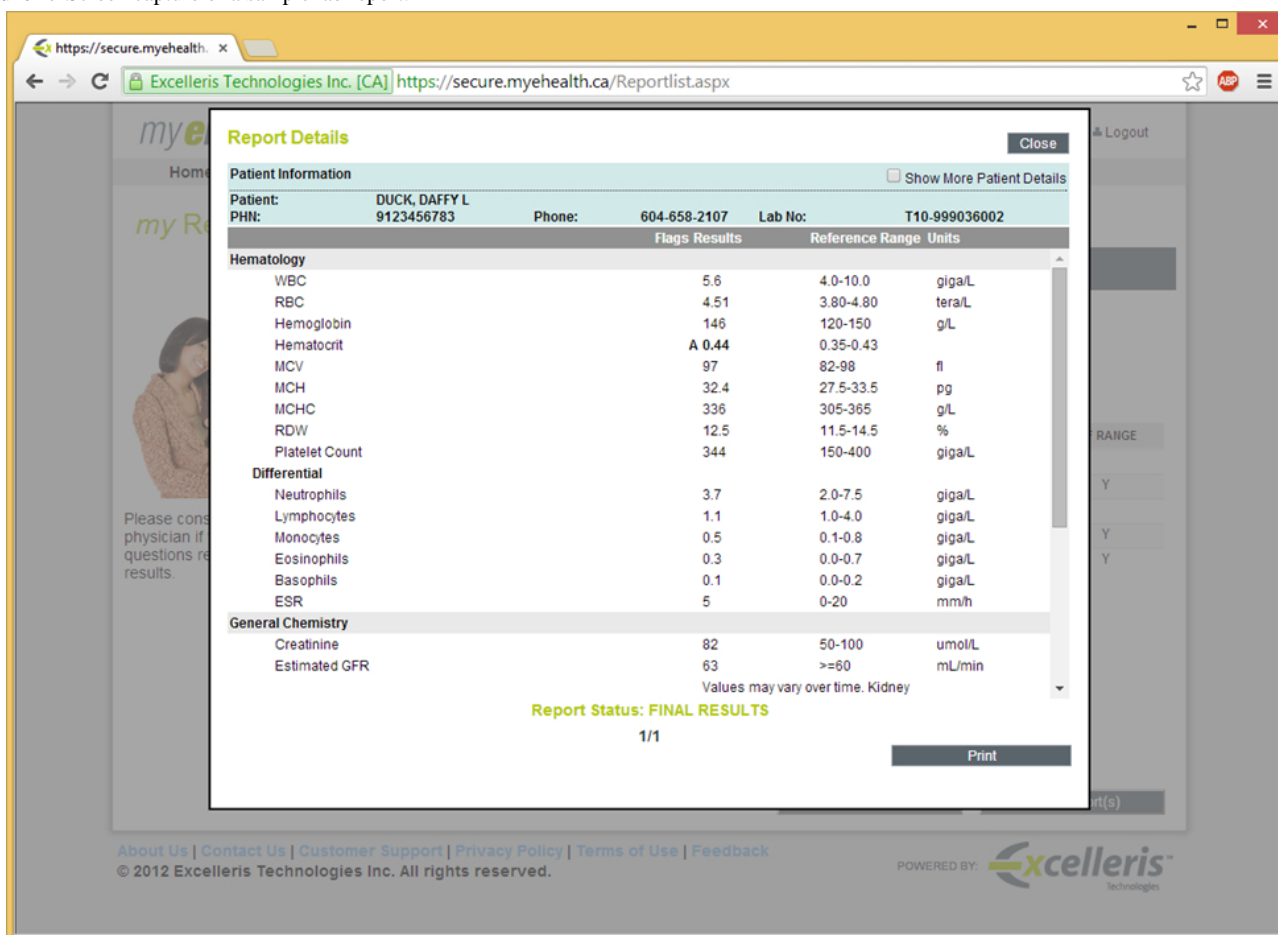 https://secure.myehealth.
Excelleris Technologies Inc. [CA] https://secure.myehealth.ca/Reportlist.aspx
ABP
my
Logout
Home
my
Report Details
Close
Patient Information Show More Patient Details
Patient: DUCK, DAFFY L
PHN: 9123456783 Phone: 604-658-2107 Lab No: T10-999036002
Flags Results Reference Range Units
Hematology
WBC 5.6 4.0-10.0 giga/L
RBC 4.51 3.80-4.80 tera/L
Hemoglobin 146 120-150 g/L
Hematocrit A 0.44 0.35-0.43
MCV 97 82-98 fl
MCH 32.4 27.5-33.5 pg
MCHC 336 305-365 g/L
RDW 12.5 11.5-14.5 %
Platelet Count 344 150-400 giga/L
Differential
Neutrophils 3.7 2.0-7.5 giga/L
Lymphocytes 1.1 1.0-4.0 giga/L
Monocytes 0.5 0.1-0.8 giga/L
Eosinophils 0.3 0.0-0.7 giga/L
Basophils 0.1 0.0-0.2 giga/L
ESR 5 0-20 mm/h
General Chemistry
Creatinine 82 50-100 umol/L
Estimated GFR 63 >=60 mL/min
Values may vary over time. Kidney
Report Status: FINAL RESULTS
1/1
Print
RANGE
Y
Y
Y
Please cons
physician if
questions re
results.
rt(s)
About Us | Contact Us | Customer Support | Privacy Policy | Terms of Use | Feedback
© 2012 Excelleris Technologies Inc. All rights reserved.
POWERED BY: Excelleris™
Technologies